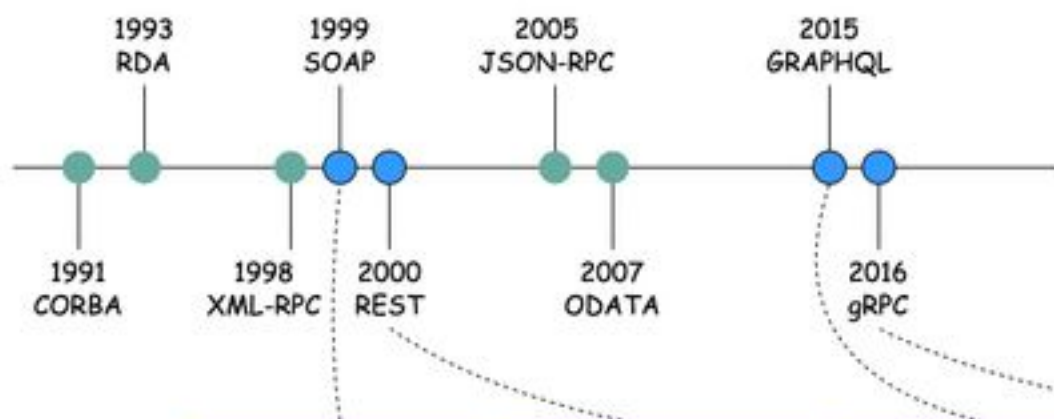 1993
RDA
1999
SOAP
2005
JSON-RPC
2015
GRAPHQL
1991
CORBA
1998
XML-RPC
2000
REST
2007
ODATA
2016
gRPC